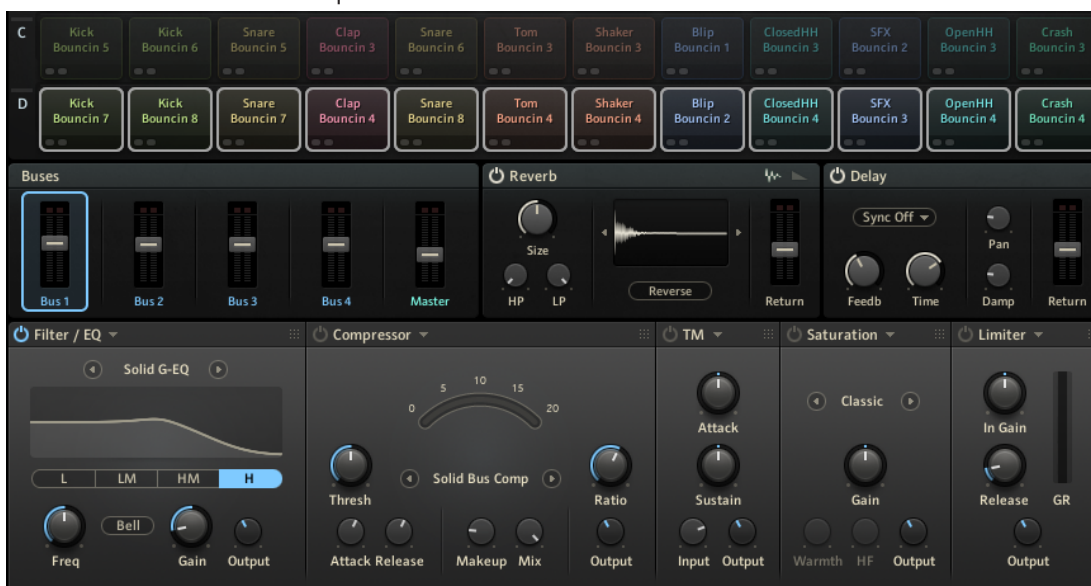 C Kick Kick Snare Clap Snare Tom Shaker Blip ClosedHH SFX OpenHH Crash
Bouncin 5 Bouncin 6 Bouncin 5 Bouncin 3 Bouncin 6 Bouncin 3 Bouncin 3 Bouncin 1 Bouncin 3 Bouncin 2 Bouncin 3 Bouncin 3
D Kick Kick Snare Clap Snare Tom Shaker Blip ClosedHH SFX OpenHH Crash
Bouncin 7 Bouncin 8 Bouncin 7 Bouncin 4 Bouncin 8 Bouncin 4 Bouncin 4 Bouncin 2 Bouncin 4 Bouncin 3 Bouncin 4 Bouncin 4
Buses Reverb Delay
Sync Off
Size Pan
Reverse
Bus 1 Bus 2 Bus 3 Bus 4 Master HP LP Return Feedb Time Damp Return
Filter / EQ Compressor TM Saturation Limiter
Solid G-EQ
0 5 10 15 20
Classic
Attack In Gain
L LM HM H
Solid Bus Comp
Thresh Ratio Sustain Gain Release GR
Bell
Freq Gain Output Attack Release Makeup Mix Output Input Output Warmth HF Output Output